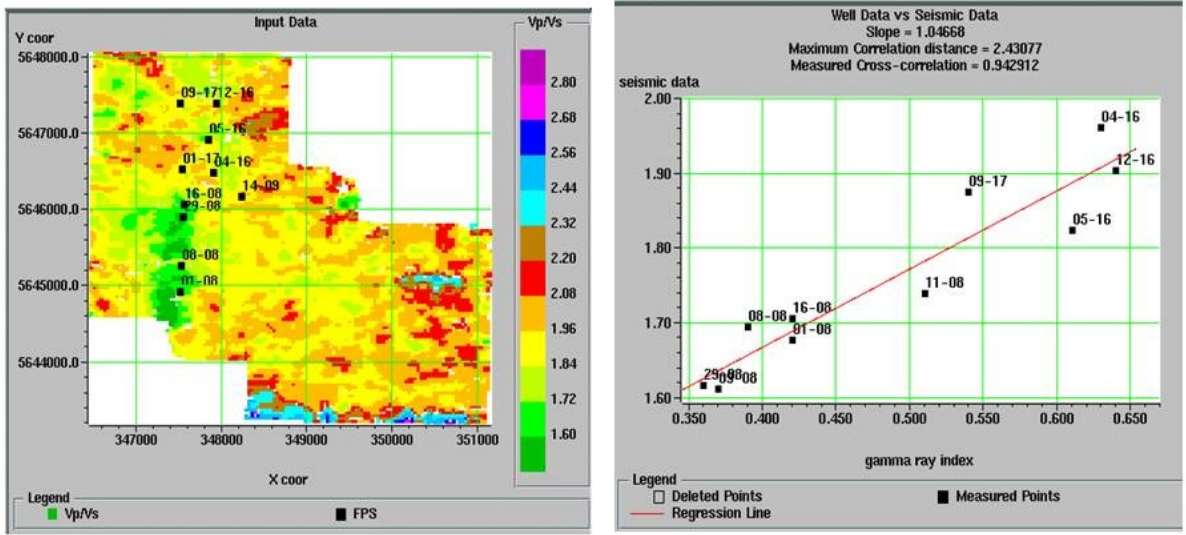 Input Data
Vp/Vs
Y coor
5648000.0
5647000.0
5646000.0
5645000.0
5644000.0
09-17 12-16
05-16
01-17 04-16
14-09
16-08
29-08
08-08
01-08
347000 348000 349000 350000 351000
X coor
2.80
2.68
2.56
2.44
2.32
2.20
2.08
1.96
1.84
1.72
1.60
Legend
Vp/Vs FPS
Well Data vs Seismic Data
Slope = 1.04668
Maximum Correlation distance = 2.43077
Measured Cross-correlation = 0.942912
seismic data
2.00
1.90
1.80
1.70
1.60
04-16
12-16
09-17
05-16
11-08
08-08 16-08
29-08
0.350 0.400 0.450 0.500 0.550 0.600 0.650
gamma ray index
Legend
Deleted Points Measured Points
Regression Line